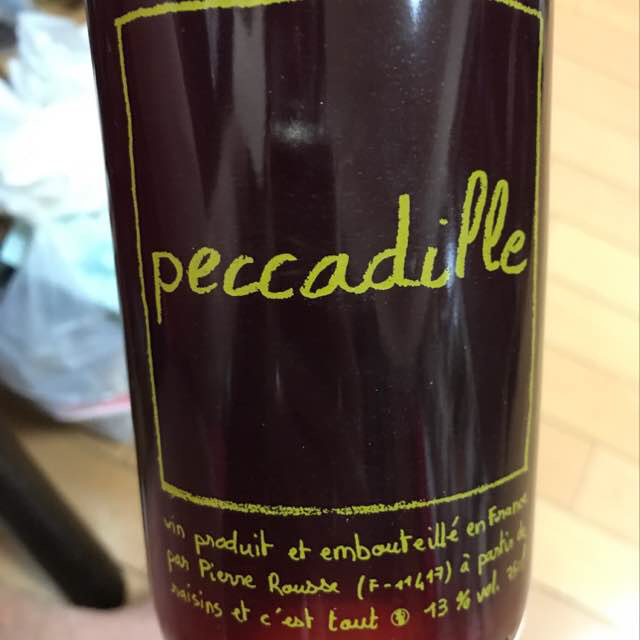 peccadille
vin produit et embouteillé en France
par Pierre Rousse (F-11417) à partir de
raisins et c'est tout 13 % vol.